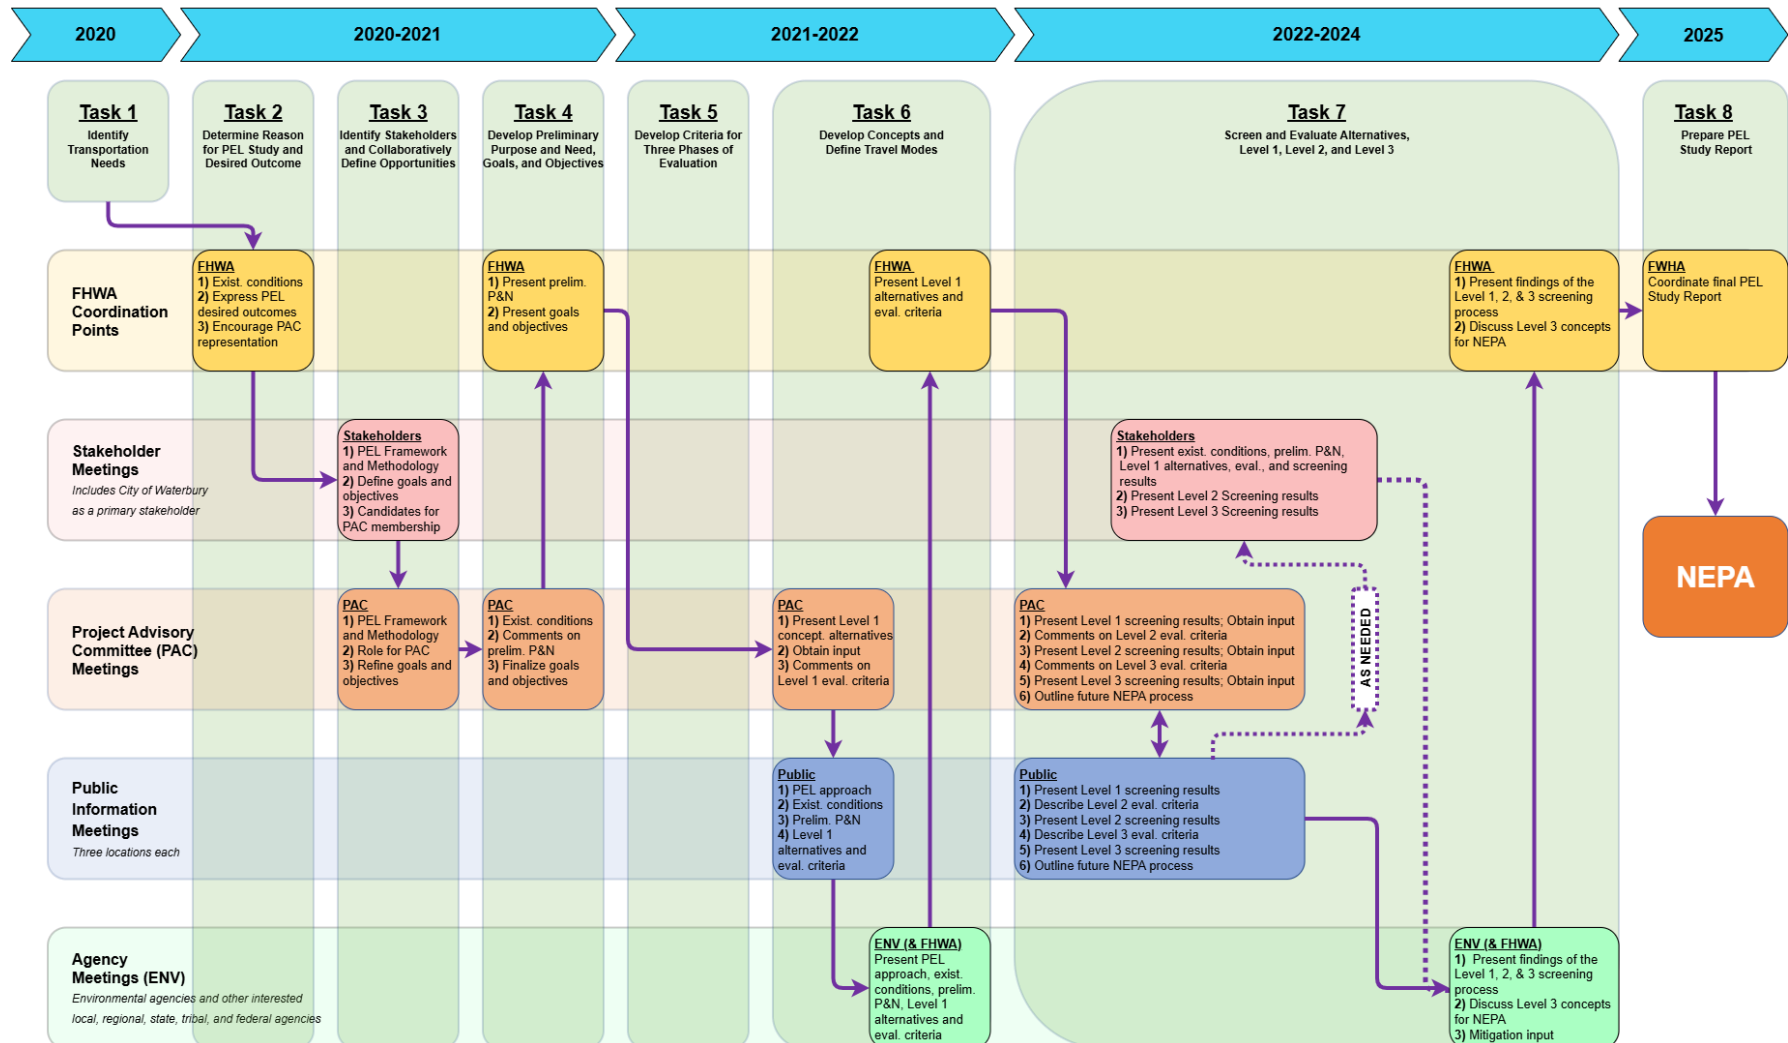 2020
2020-2021
2021-2022
2022-2024
2025
Task 1
Identify
Transportation
Needs
Task 2
Determine Reason
for PEL Study and
Desired Outcome
Task 3
Identify Stakeholders
and Collaboratively
Define Opportunities
Task 4
Develop Preliminary
Purpose and Need,
Goals, and Objectives
Task 5
Develop Criteria for
Three Phases of
Evaluation
Task 6
Develop Concepts and
Define Travel Modes
Task 7
Screen and Evaluate Alternatives,
Level 1, Level 2, and Level 3
Task 8
Prepare PEL
Study Report
FHWA
Coordination
Points
FHWA
1) Exist. conditions
2) Express PEL
desired outcomes
3) Encourage PAC
representation
FHWA
1) Present prelim.
P&N
2) Present goals
and objectives
FHWA
Present Level 1
alternatives and
eval. criteria
FHWA
1) Present findings of the
Level 1, 2, & 3 screening
process
2) Discuss Level 3 concepts
for NEPA
FWHA
Coordinate final PEL
Study Report
Stakeholder
Meetings
Includes City of Waterbury
as a primary stakeholder
Stakeholders
1) PEL Framework
and Methodology
2) Define goals and
objectives
3) Candidates for
PAC membership
Stakeholders
1) Present exist. conditions, prelim. P&N,
Level 1 alternatives, eval., and screening
results
2) Present Level 2 Screening results
3) Present Level 3 Screening results
NEPA
Project Advisory
Committee (PAC)
Meetings
PAC
1) PEL Framework
and Methodology
2) Role for PAC
3) Refine goals and
objectives
PAC
1) Exist. conditions
2) Comments on
prelim. P&N
3) Finalize goals
and objectives
PAC
1) Present Level 1
concept. alternatives
2) Obtain input
3) Comments on
Level 1 eval. criteria
PAC
1) Present Level 1 screening results; Obtain input
2) Comments on Level 2 eval. criteria
3) Present Level 2 screening results; Obtain input
4) Comments on Level 3 eval. criteria
5) Present Level 3 screening results; Obtain input
6) Outline future NEPA process
AS NEEDED
Public
Information
Meetings
Three locations each
Public
1) PEL approach
2) Exist. conditions
3) Prelim. P&N
4) Level 1
alternatives and
eval. criteria
Public
1) Present Level 1 screening results
2) Describe Level 2 eval. criteria
3) Present Level 2 screening results
4) Describe Level 3 eval. criteria
5) Present Level 3 screening results
6) Outline future NEPA process
Agency
Meetings (ENV)
Environmental agencies and other interested
local, regional, state, tribal, and federal agencies
ENV (& FHWA)
Present PEL
approach, exist.
conditions, prelim.
P&N, Level 1
alternatives and
eval. criteria
ENV (& FHWA)
1) Present findings of the
Level 1, 2, & 3 screening
process
2) Discuss Level 3 concepts
for NEPA
3) Mitigation input